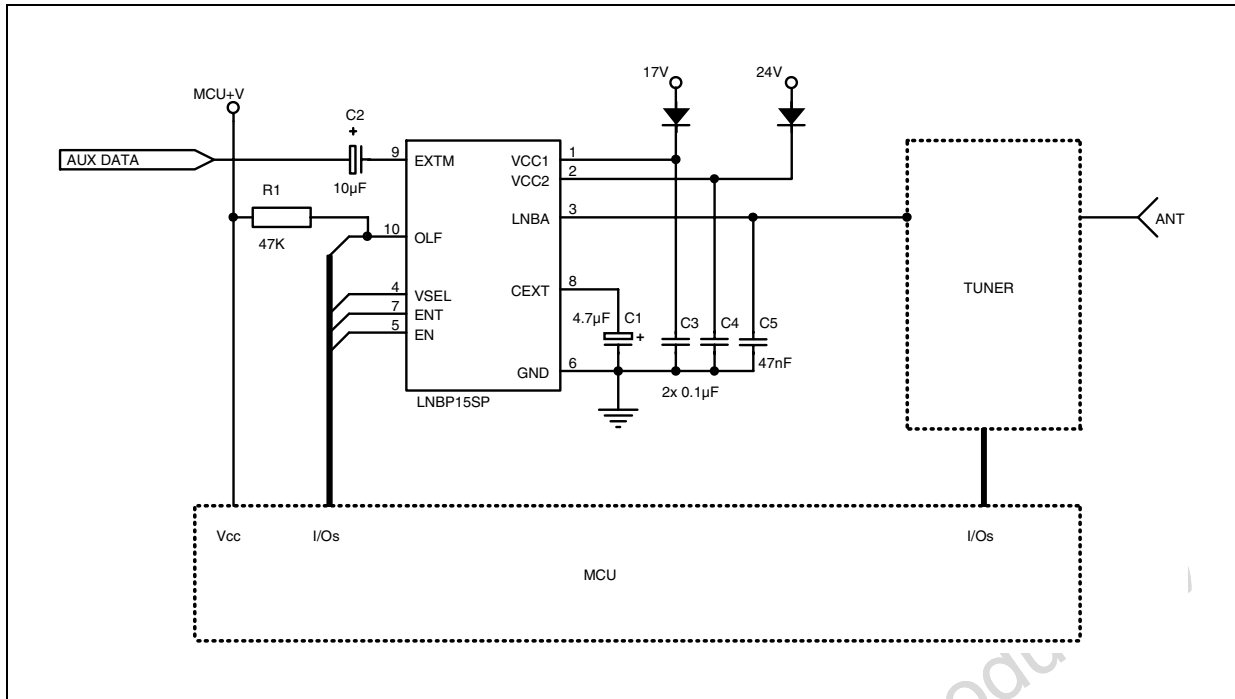 17V 24V
MCU+V
C2
+
AUX DATA
10µF
9 EXTM
VCC1 1
VCC2 2
LNBA 3
ANT
R1
47K
10 OLF
TUNER
4 VSEL
7 ENT
5 EN
CEXT 8
4.7µF C1
+
C3 C4 C5
47nF
GND 6
2x 0.1µF
LNBP15SP
Vcc I/Os I/Os
MCU